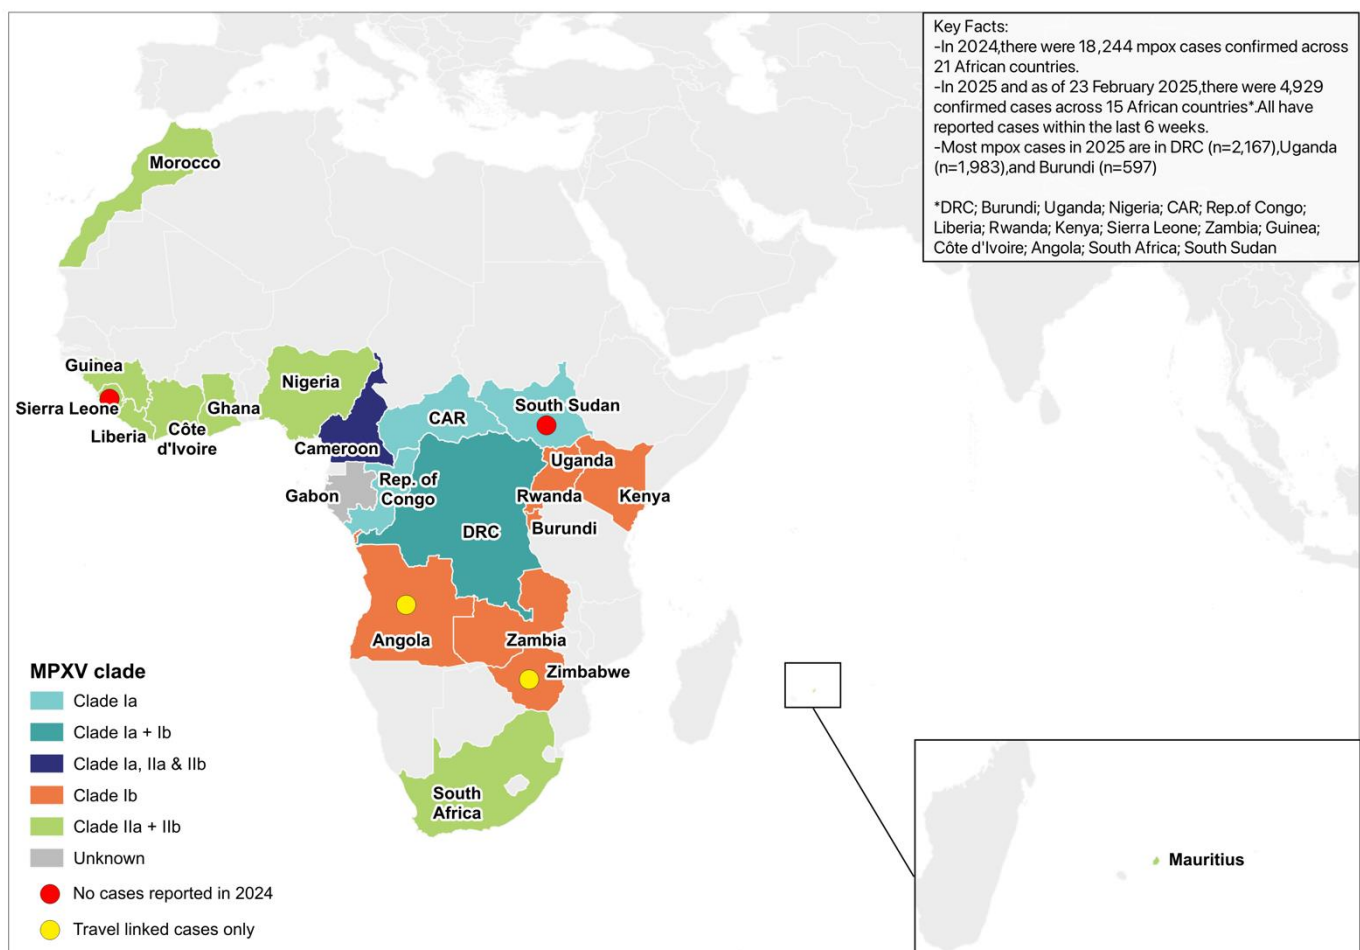 Key Facts:
-In 2024,there were 18,244 mpox cases confirmed across
21 African countries.
-In 2025 and as of 23 February 2025,there were 4,929
confirmed cases across 15 African countries*.All have
reported cases within the last 6 weeks.
-Most mpox cases in 2025 are in DRC (n=2,167),Uganda
(n=1,983),and Burundi (n=597)
*DRC; Burundi; Uganda; Nigeria; CAR; Rep.of Congo;
Liberia; Rwanda; Kenya; Sierra Leone; Zambia; Guinea;
Côte d'Ivoire; Angola; South Africa; South Sudan
Morocco
Guinea
Nigeria
Sierra Leone
Ghana
CAR
South Sudan
Liberia
Côte
d'Ivoire
Cameroon
Uganda
Gabon
Rep. of
Congo
Rwanda
Kenya
DRC
Burundi
Angola
Zambia
Zimbabwe
South
Africa
Mauritius
MPXV clade
Clade Ia
Clade Ia + Ib
Clade Ia, IIa & IIb
Clade Ib
Clade IIa + IIb
Unknown
No cases reported in 2024
Travel linked cases only